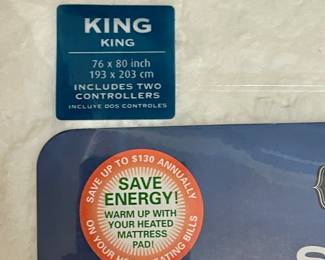 KING
KING
76 x 80 inch
193 x 203 cm
INCLUDES TWO
CONTROLLERS
INCLUYE DOS CONTROLES
SAVE UP TO $130 ANNUALLY
SAVE
ENERGY!
WARM UP WITH
YOUR HEATED
MATTRESS
PAD!
ON YOUR HEATING BILLS